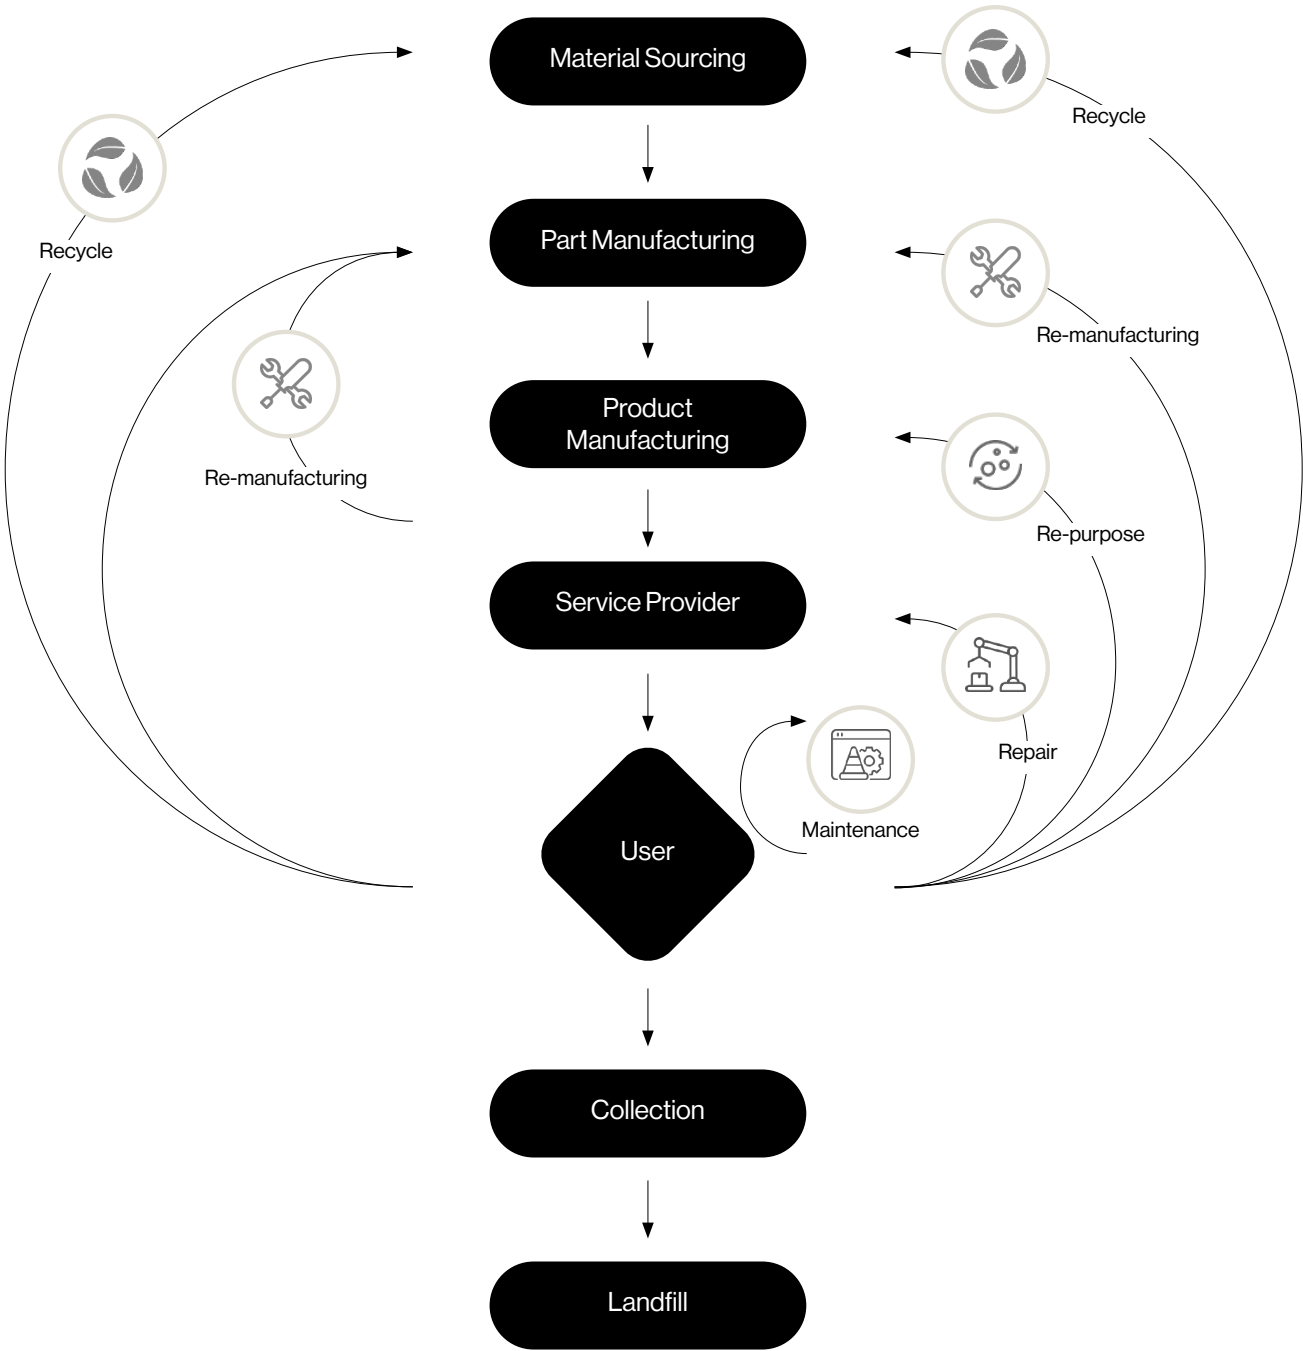 Material Sourcing
Recycle
Part Manufacturing
Recycle
Re-manufacturing
Product
Manufacturing
Re-manufacturing
Re-purpose
Service Provider
Repair
Maintenance
User
Collection
Landfill